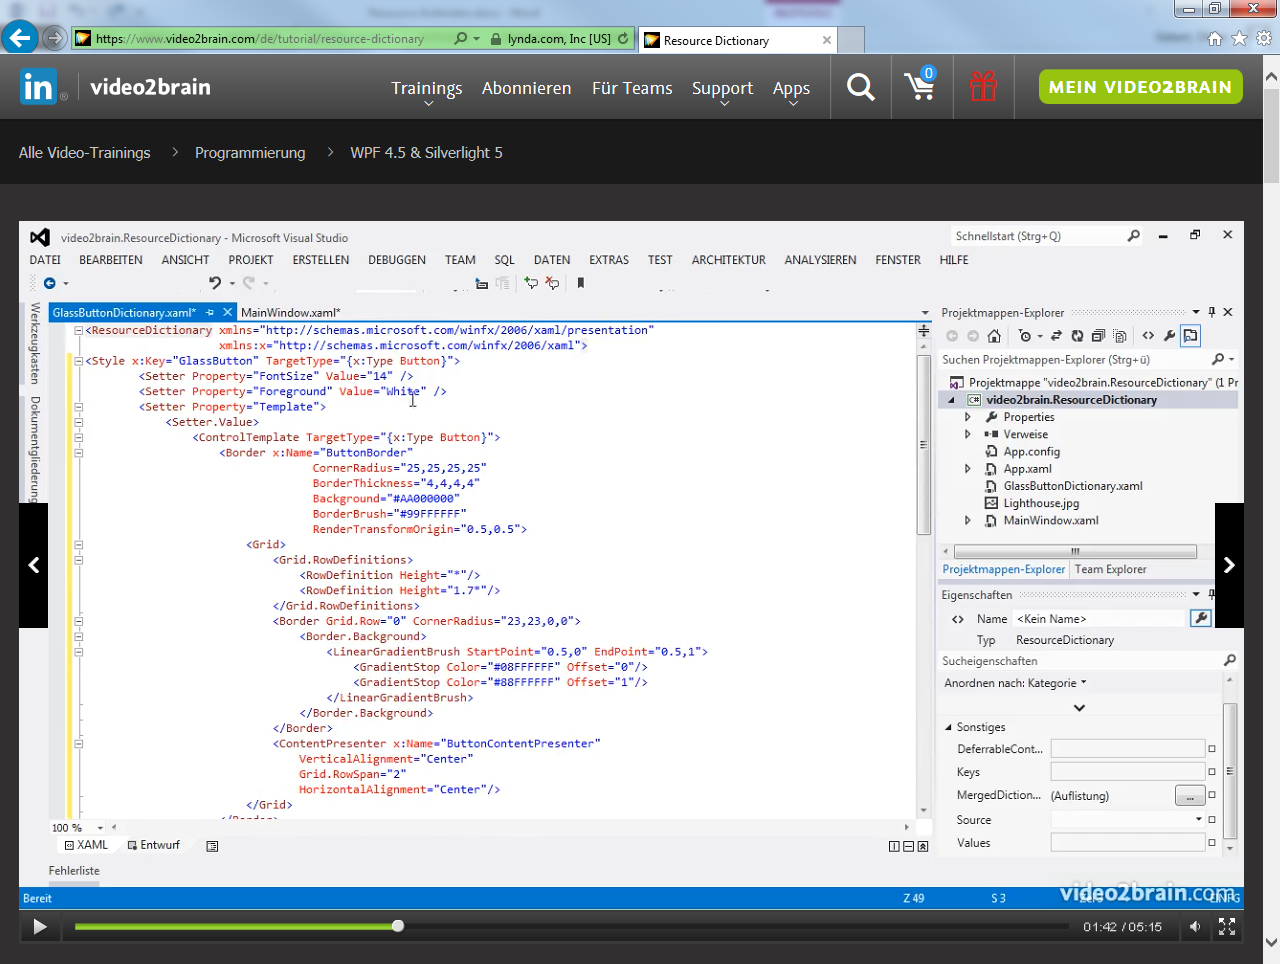 https://www.video2brain.com/de/tutorial/resource-dictionary
lynda.com, Inc [US]
Resource Dictionary
in
video2brain
Trainings
Abonnieren
Für Teams
Support
Apps
0
MEIN VIDEO2BRAIN
Alle Video-Trainings
Programmierung
WPF 4.5 & Silverlight 5
video2brain.ResourceDictionary - Microsoft Visual Studio
Schnellstart (Strg+Q)
DATEI BEARBEITEN ANSICHT PROJEKT ERSTELLEN DEBUGGEN TEAM SQL DATEN EXTRAS TEST ARCHITEKTUR ANALYSIEREN FENSTER HILFE
Werkzeugkasten
Dokumentgliederung
GlassButtonDictionary.xaml*
MainWindow.xaml*
<ResourceDictionary xmlns="http://schemas.microsoft.com/winfx/2006/xaml/presentation"
xmlns:x="http://schemas.microsoft.com/winfx/2006/xaml">
<Style x:Key="GlassButton" TargetType="{x:Type Button}">
<Setter Property="FontSize" Value="14" />
<Setter Property="Foreground" Value="White" />
<Setter Property="Template">
<Setter.Value>
<ControlTemplate TargetType="{x:Type Button}">
<Border x:Name="ButtonBorder"
CornerRadius="25,25,25,25"
BorderThickness="4,4,4,4"
Background="#AA000000"
BorderBrush="#99FFFFFF"
RenderTransformOrigin="0.5,0.5">
<Grid>
<Grid.RowDefinitions>
<RowDefinition Height="*"/>
<RowDefinition Height="1.7*"/>
</Grid.RowDefinitions>
<Border Grid.Row="0" CornerRadius="23,23,0,0">
<Border.Background>
<LinearGradientBrush StartPoint="0.5,0" EndPoint="0.5,1">
<GradientStop Color="#08FFFFFF" Offset="0"/>
<GradientStop Color="#88FFFFFF" Offset="1"/>
</LinearGradientBrush>
</Border.Background>
</Border>
<ContentPresenter x:Name="ButtonContentPresenter"
VerticalAlignment="Center"
Grid.RowSpan="2"
HorizontalAlignment="Center"/>
</Grid>
100 %
XAML
Entwurf
Fehlerliste
Projektmappen-Explorer
Suchen Projektmappen-Explorer (Strg+ü)
Projektmappe "video2brain.ResourceDictionary" (1 Pr
video2brain.ResourceDictionary
Properties
Verweise
App.config
App.xaml
GlassButtonDictionary.xaml
Lighthouse.jpg
MainWindow.xaml
Projektmappen-Explorer
Team Explorer
Eigenschaften
Name <Kein Name>
Typ ResourceDictionary
Sucheigenschaften
Anordnen nach: Kategorie
Sonstiges
DeferrableCont...
Keys
MergedDiction... (Auflistung) ...
Source
Values
Bereit
Z 49
S 3
video2brain.com
01:42 / 05:15